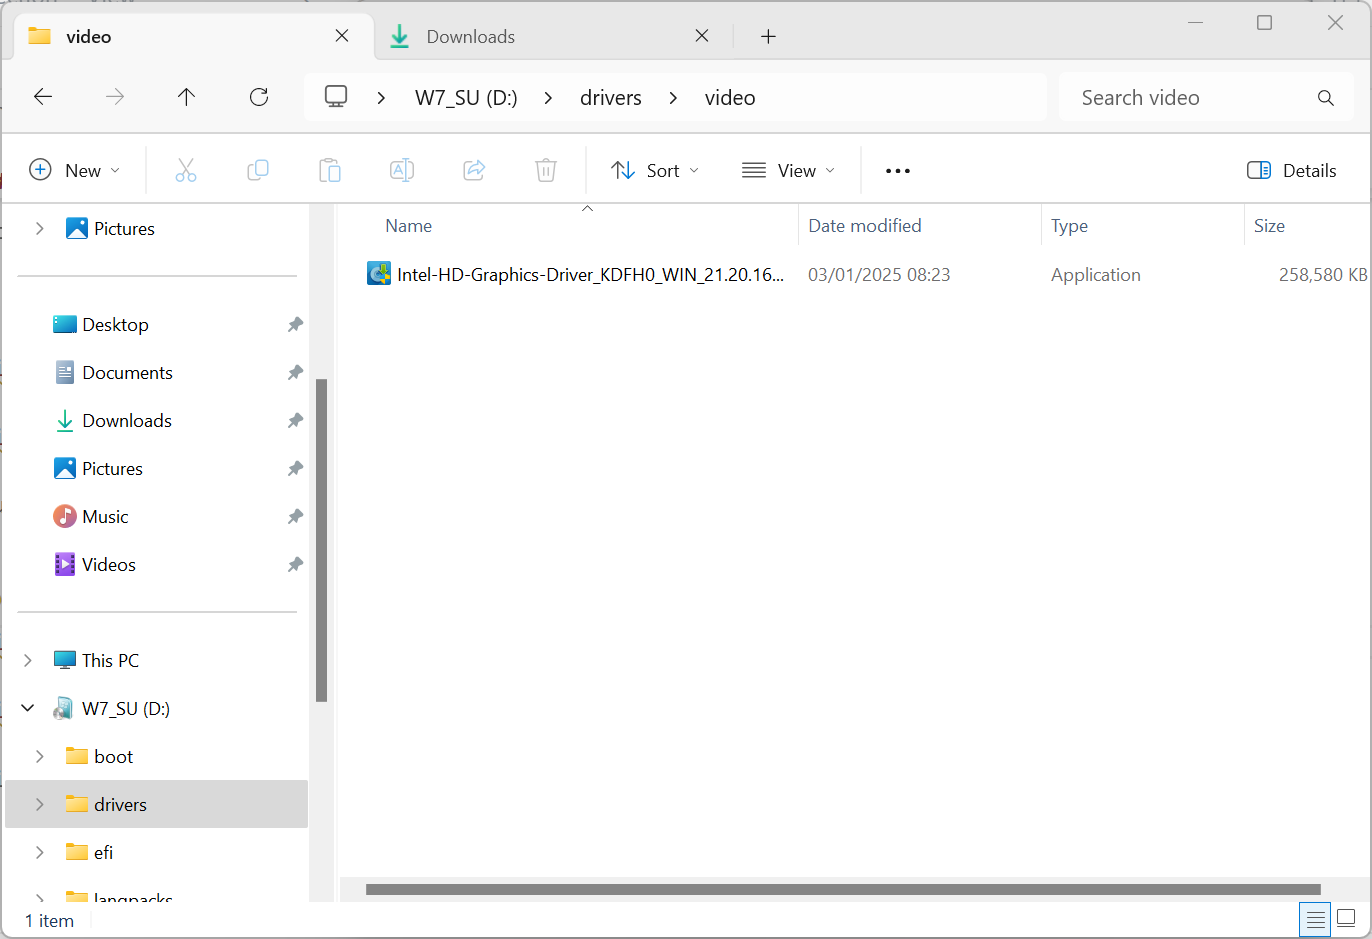 video
Downloads
W7_SU (D:)
drivers
video
Search video
New
Sort
View
Details
Name
Date modified
Type
Size
Intel-HD-Graphics-Driver_KDFH0_WIN_21.20.16...
03/01/2025 08:23
Application
258,580 KB
Pictures
Desktop
Documents
Downloads
Pictures
Music
Videos
This PC
W7_SU (D:)
boot
drivers
efi
langpacks
1 item